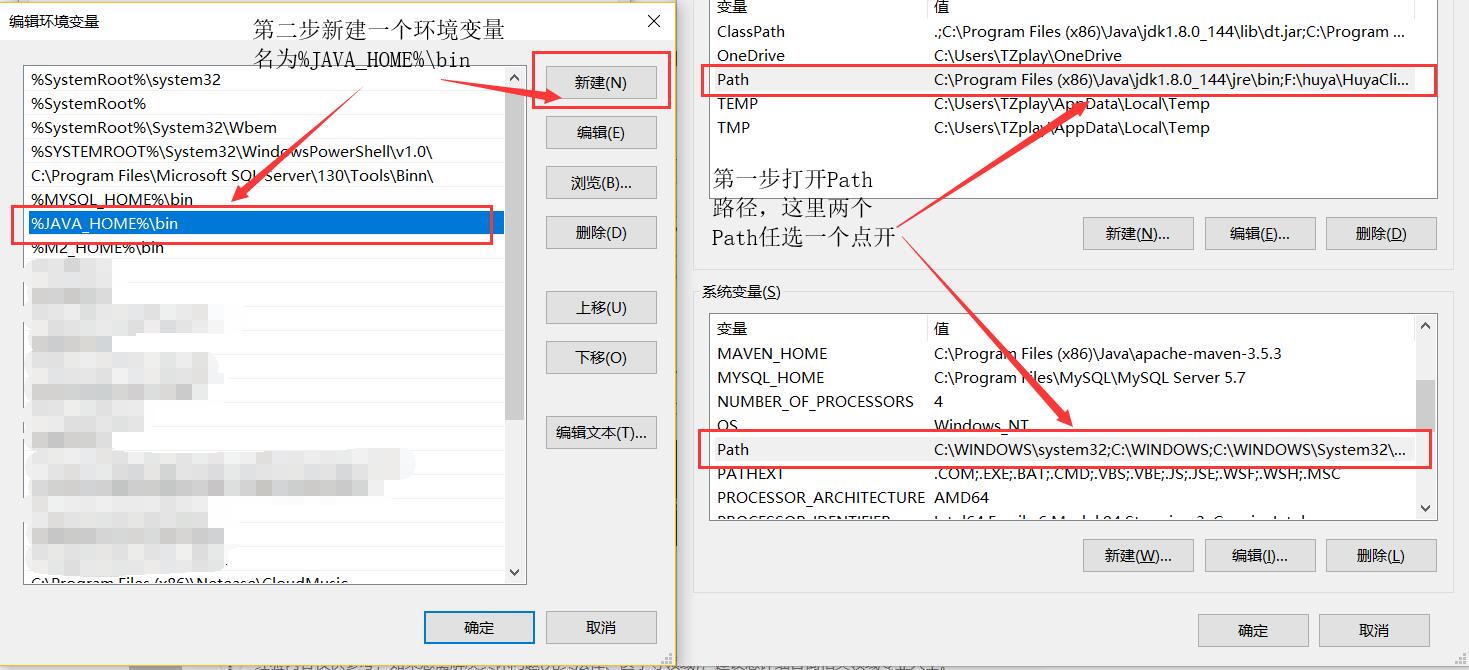 编辑环境变量
第二步新建一个环境变量
名为%JAVA_HOME%\bin
%SystemRoot%\system32
%SystemRoot%
%SystemRoot%\System32\Wbem
%SYSTEMROOT%\System32\WindowsPowerShell\v1.0\
C:\Program Files\Microsoft SQL Server\130\Tools\Binn\
%MYSQL_HOME%\bin
%JAVA_HOME%\bin
%M2_HOME%\bin
C:\Program Files (x86)\Netease\CloudMusic
新建(N)
编辑(E)
浏览(B)...
删除(D)
上移(U)
下移(O)
编辑文本(T)...
确定
取消
变量 值
ClassPath .;C:\Program Files (x86)\Java\jdk1.8.0_144\lib\dt.jar;C:\Program ...
OneDrive C:\Users\TZplay\OneDrive
Path C:\Program Files (x86)\Java\jdk1.8.0_144\jre\bin;F:\huya\HuyaCli...
TEMP C:\Users\TZplay\AppData\Local\Temp
TMP C:\Users\TZplay\AppData\Local\Temp
第一步打开Path
路径，这里两个
Path任选一个点开
新建(N)... 编辑(E)... 删除(D)
系统变量(S)
变量 值
MAVEN_HOME C:\Program Files (x86)\Java\apache-maven-3.5.3
MYSQL_HOME C:\Program Files\MySQL\MySQL Server 5.7
NUMBER_OF_PROCESSORS 4
OS Windows_NT
Path C:\WINDOWS\system32;C:\WINDOWS;C:\WINDOWS\System32\...
PATHEXT .COM;.EXE;.BAT;.CMD;.VBS;.VBE;.JS;.JSE;.WSF;.WSH;.MSC
PROCESSOR_ARCHITECTURE AMD64
新建(W)... 编辑(I)... 删除(L)
确定 取消